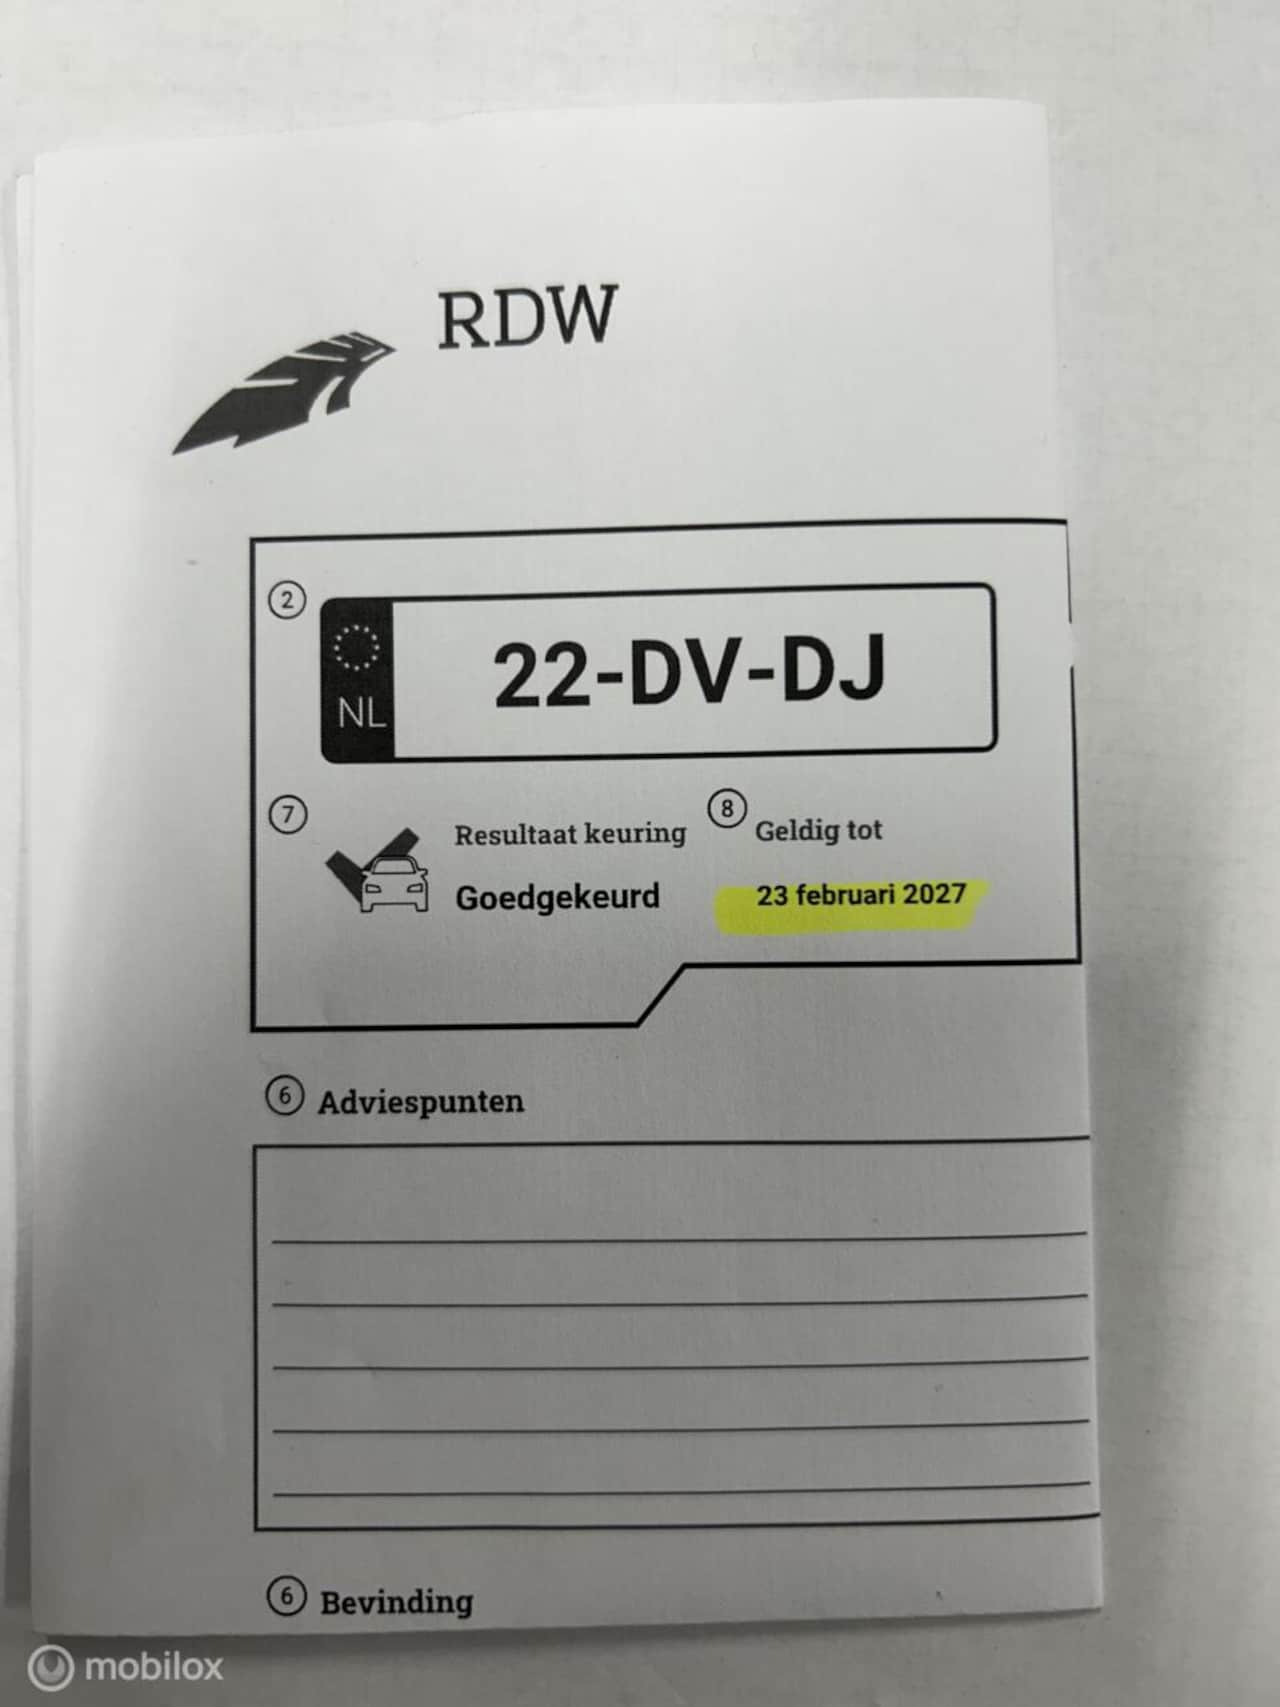 RDW
2
NL
22-DV-DJ
7
Resultaat keuring
8
Geldig tot
Goedgekeurd
23 februari 2027
6 Adviespunten
6 Bevinding
mobilox